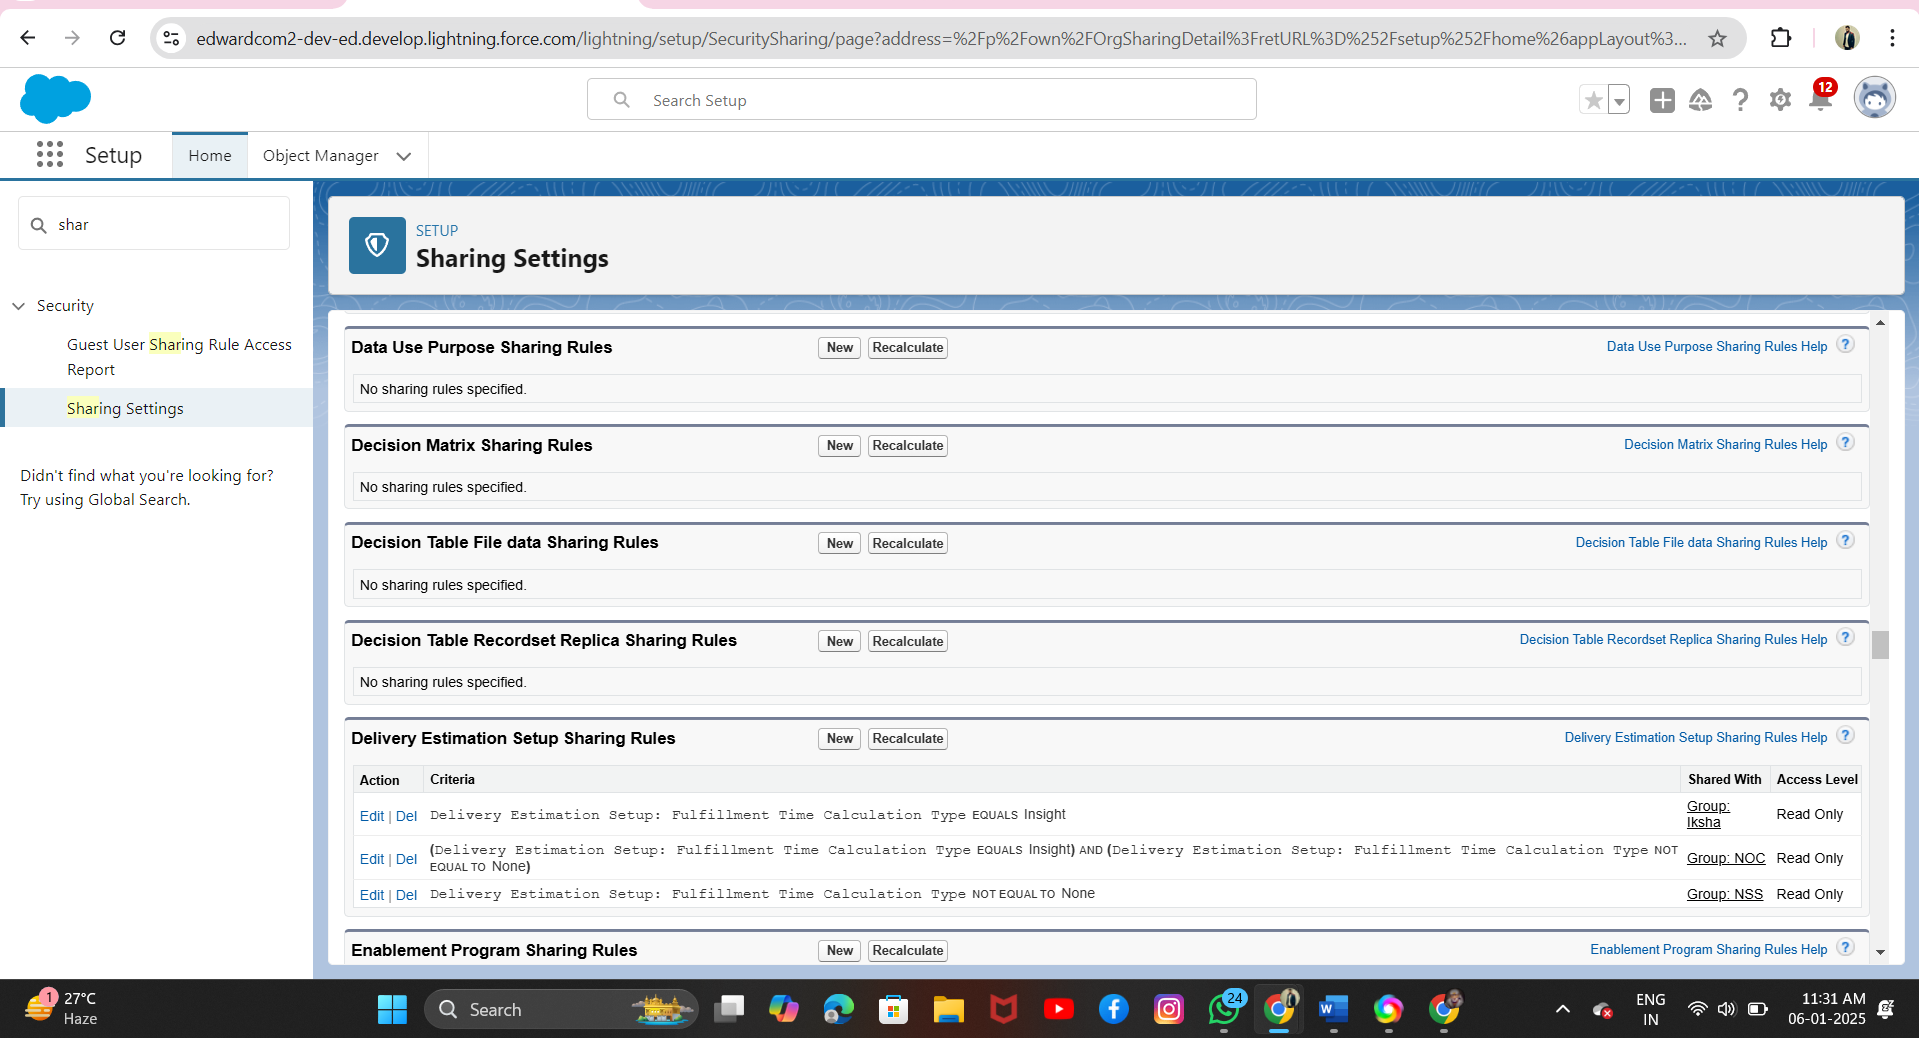 edwardcom2-dev-ed.develop.lightning.force.com/lightning/setup/SecuritySharing/page?address=%2Fp%2Fown%2FOrgSharingDetail%3FretURL%3D%252Fsetup%252Fhome%26appLayout%3...
Search Setup
12
Setup
Home
Object Manager
shar
SETUP
Sharing Settings
Security
Guest User Sharing Rule Access
Report
Sharing Settings
Didn't find what you're looking for?
Try using Global Search.
Data Use Purpose Sharing Rules New Recalculate Data Use Purpose Sharing Rules Help ?
No sharing rules specified.
Decision Matrix Sharing Rules New Recalculate Decision Matrix Sharing Rules Help ?
No sharing rules specified.
Decision Table File data Sharing Rules New Recalculate Decision Table File data Sharing Rules Help ?
No sharing rules specified.
Decision Table Recordset Replica Sharing Rules New Recalculate Decision Table Recordset Replica Sharing Rules Help ?
No sharing rules specified.
Delivery Estimation Setup Sharing Rules New Recalculate Delivery Estimation Setup Sharing Rules Help ?
Action Criteria Shared With Access Level
Edit | Del Delivery Estimation Setup: Fulfillment Time Calculation Type EQUALS Insight Group: Iksha Read Only
Edit | Del (Delivery Estimation Setup: Fulfillment Time Calculation Type EQUALS Insight) AND (Delivery Estimation Setup: Fulfillment Time Calculation Type NOT
EQUAL TO None) Group: NOC Read Only
Edit | Del Delivery Estimation Setup: Fulfillment Time Calculation Type NOT EQUAL TO None Group: NSS Read Only
Enablement Program Sharing Rules New Recalculate Enablement Program Sharing Rules Help ?
1
27°C
Haze
Search
24
ENG
IN
11:31 AM
06-01-2025